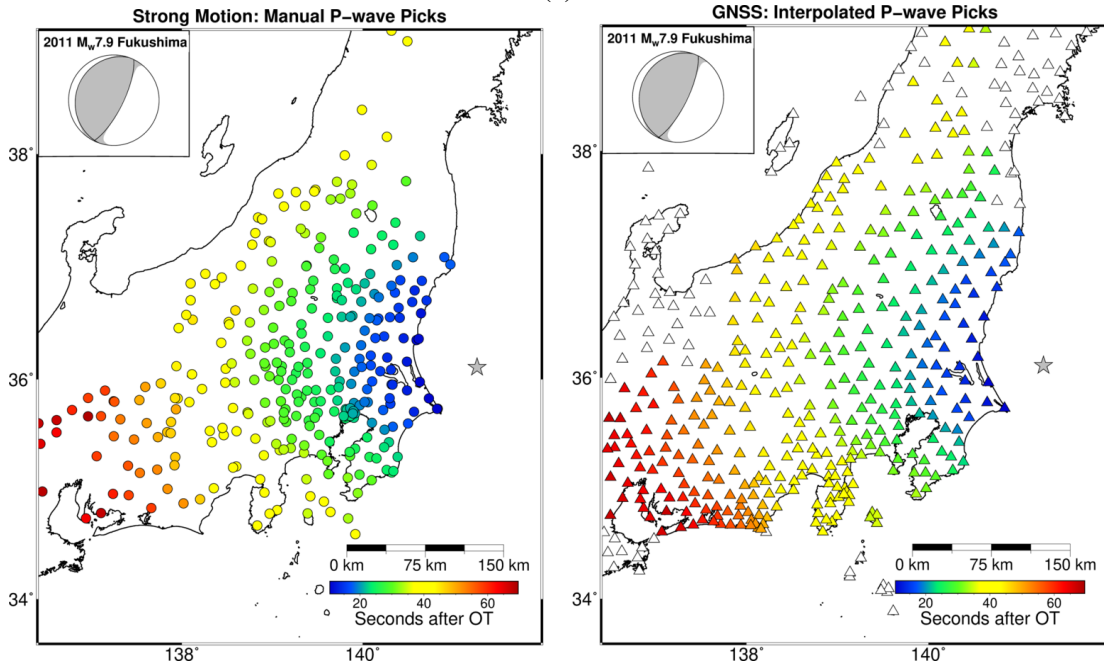 Strong Motion: Manual P-wave Picks
2011 Mw7.9 Fukushima
38˚
36˚
34˚
0 km 75 km 150 km
20 40 60
Seconds after OT
138˚ 140˚
GNSS: Interpolated P-wave Picks
2011 Mw7.9 Fukushima
38˚
36˚
34˚
0 km 75 km 150 km
20 40 60
Seconds after OT
138˚ 140˚